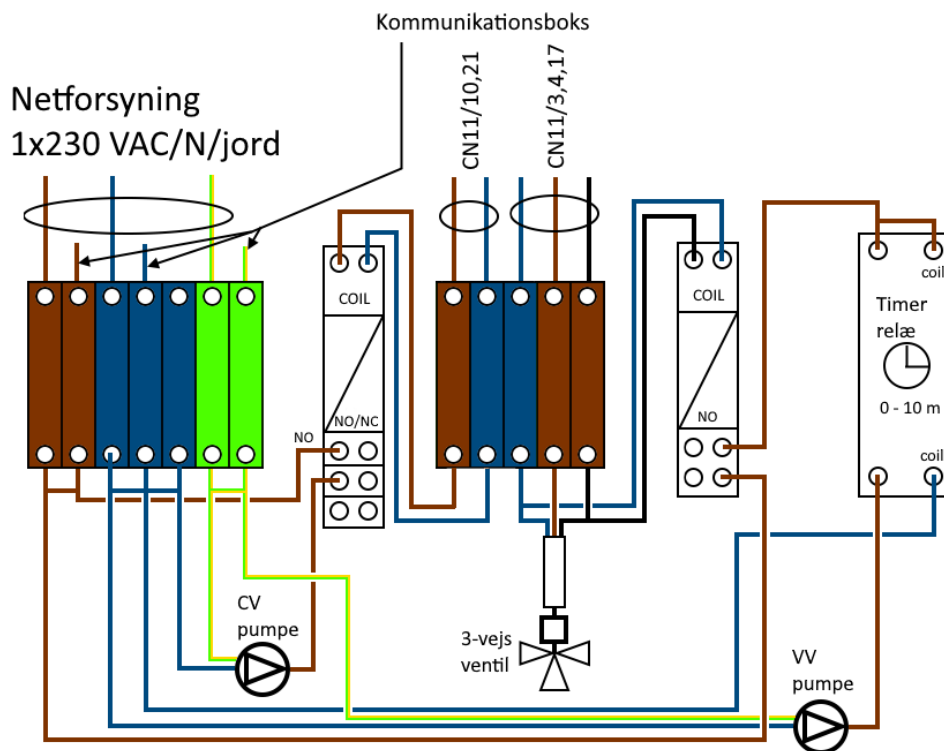 Kommunikationsboks
Netforsyning
1x230 VAC/N/jord
CN11/10,21
CN11/3,4,17
COIL
NO/NC
NO
COIL
NO
coil
Timer
relæ
0 - 10 m
coil
CV
pumpe
3-vejs
ventil
VV
pumpe